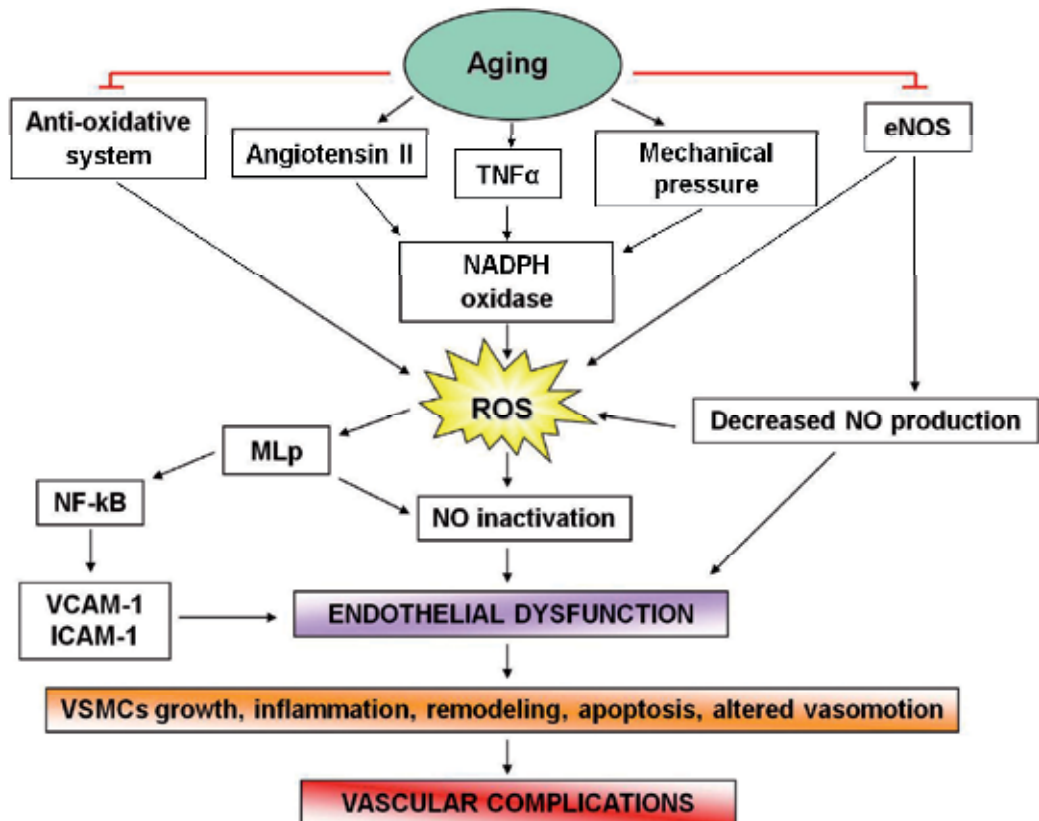 Aging
Anti-oxidative
system
Angiotensin II
TNFα
Mechanical
pressure
eNOS
NADPH
oxidase
ROS
Decreased NO production
MLp
NF-kB
NO inactivation
VCAM-1
ICAM-1
ENDOTHELIAL DYSFUNCTION
VSMCs growth, inflammation, remodeling, apoptosis, altered vasomotion
VASCULAR COMPLICATIONS